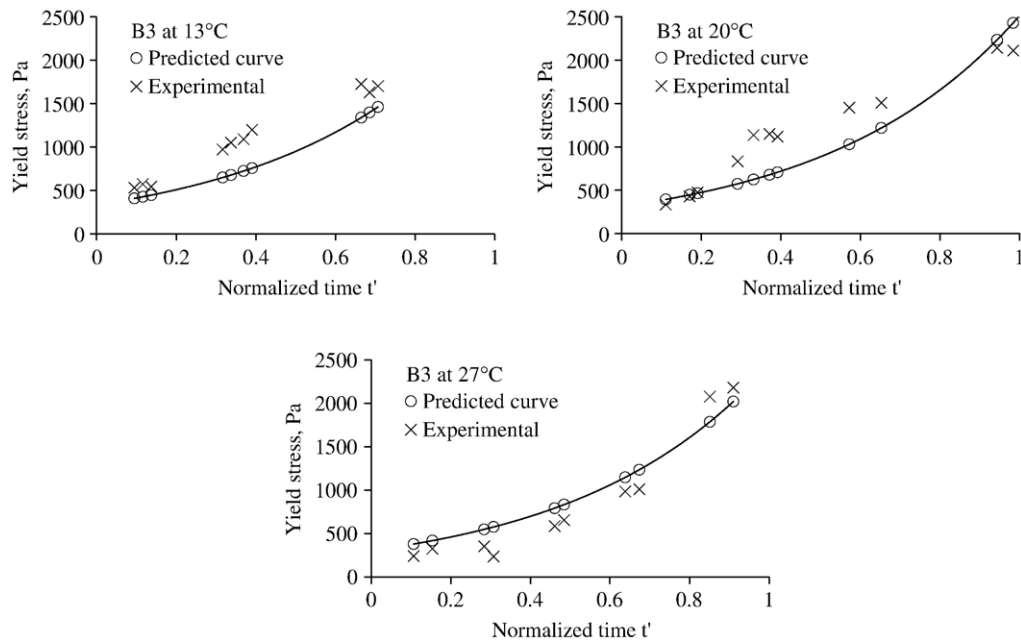 B3 at 13°C
Predicted curve
Experimental
Yield stress, Pa
2500
2000
1500
1000
500
0
0 0.2 0.4 0.6 0.8 1
Normalized time t'
B3 at 20°C
Predicted curve
Experimental
Yield stress, Pa
2500
2000
1500
1000
500
0
0 0.2 0.4 0.6 0.8 1
Normalized time t'
B3 at 27°C
Predicted curve
Experimental
Yield stress, Pa
2500
2000
1500
1000
500
0
0 0.2 0.4 0.6 0.8 1
Normalized time t'